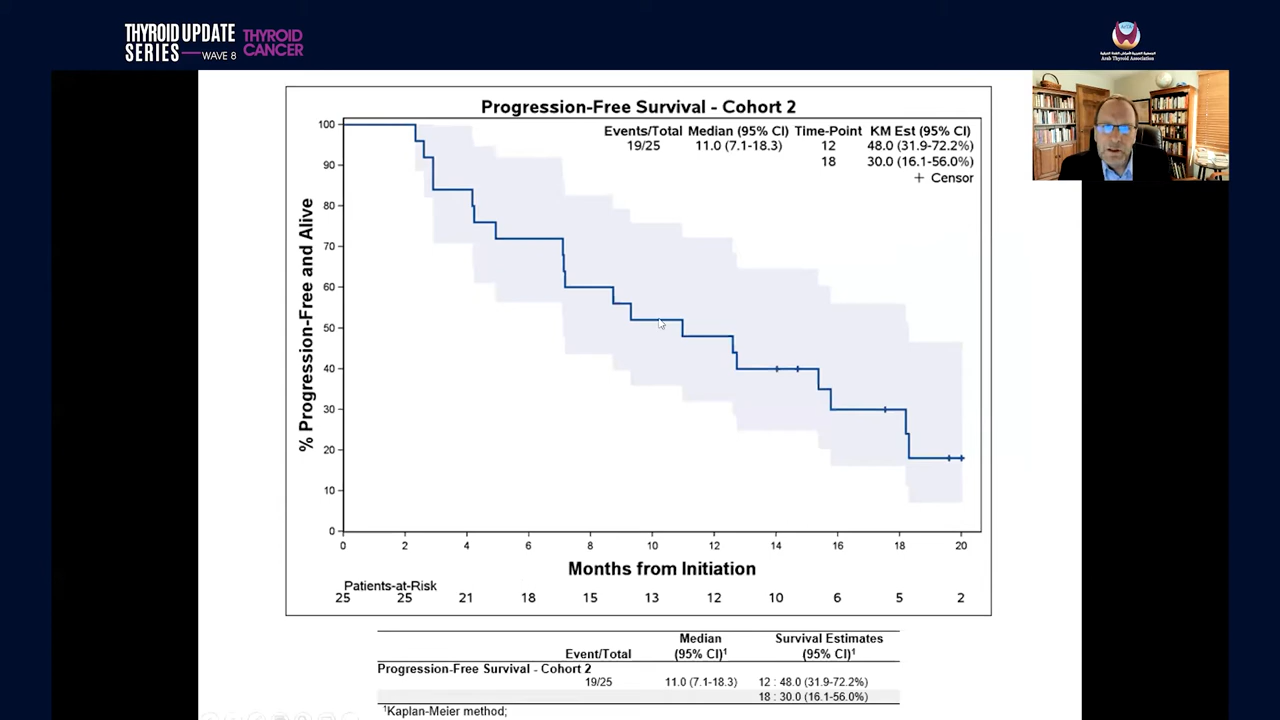 THYROID UPDATE
SERIES — WAVE 8
THYROID
CANCER
Arab Thyroid Association
Progression-Free Survival - Cohort 2
Events/Total Median (95% CI) Time-Point KM Est (95% CI)
19/25 11.0 (7.1-18.3) 12 48.0 (31.9-72.2%)
18 30.0 (16.1-56.0%)
+ Censor
% Progression-Free and Alive
100
90
80
70
60
50
40
30
20
10
0
0 2 4 6 8 10 12 14 16 18 20
Months from Initiation
Patients-at-Risk
25 25 21 18 15 13 12 10 6 5 2
Median Survival Estimates
Event/Total (95% CI)1 (95% CI)1
Progression-Free Survival - Cohort 2
19/25 11.0 (7.1-18.3) 12 : 48.0 (31.9-72.2%)
18 : 30.0 (16.1-56.0%)
1Kaplan-Meier method;